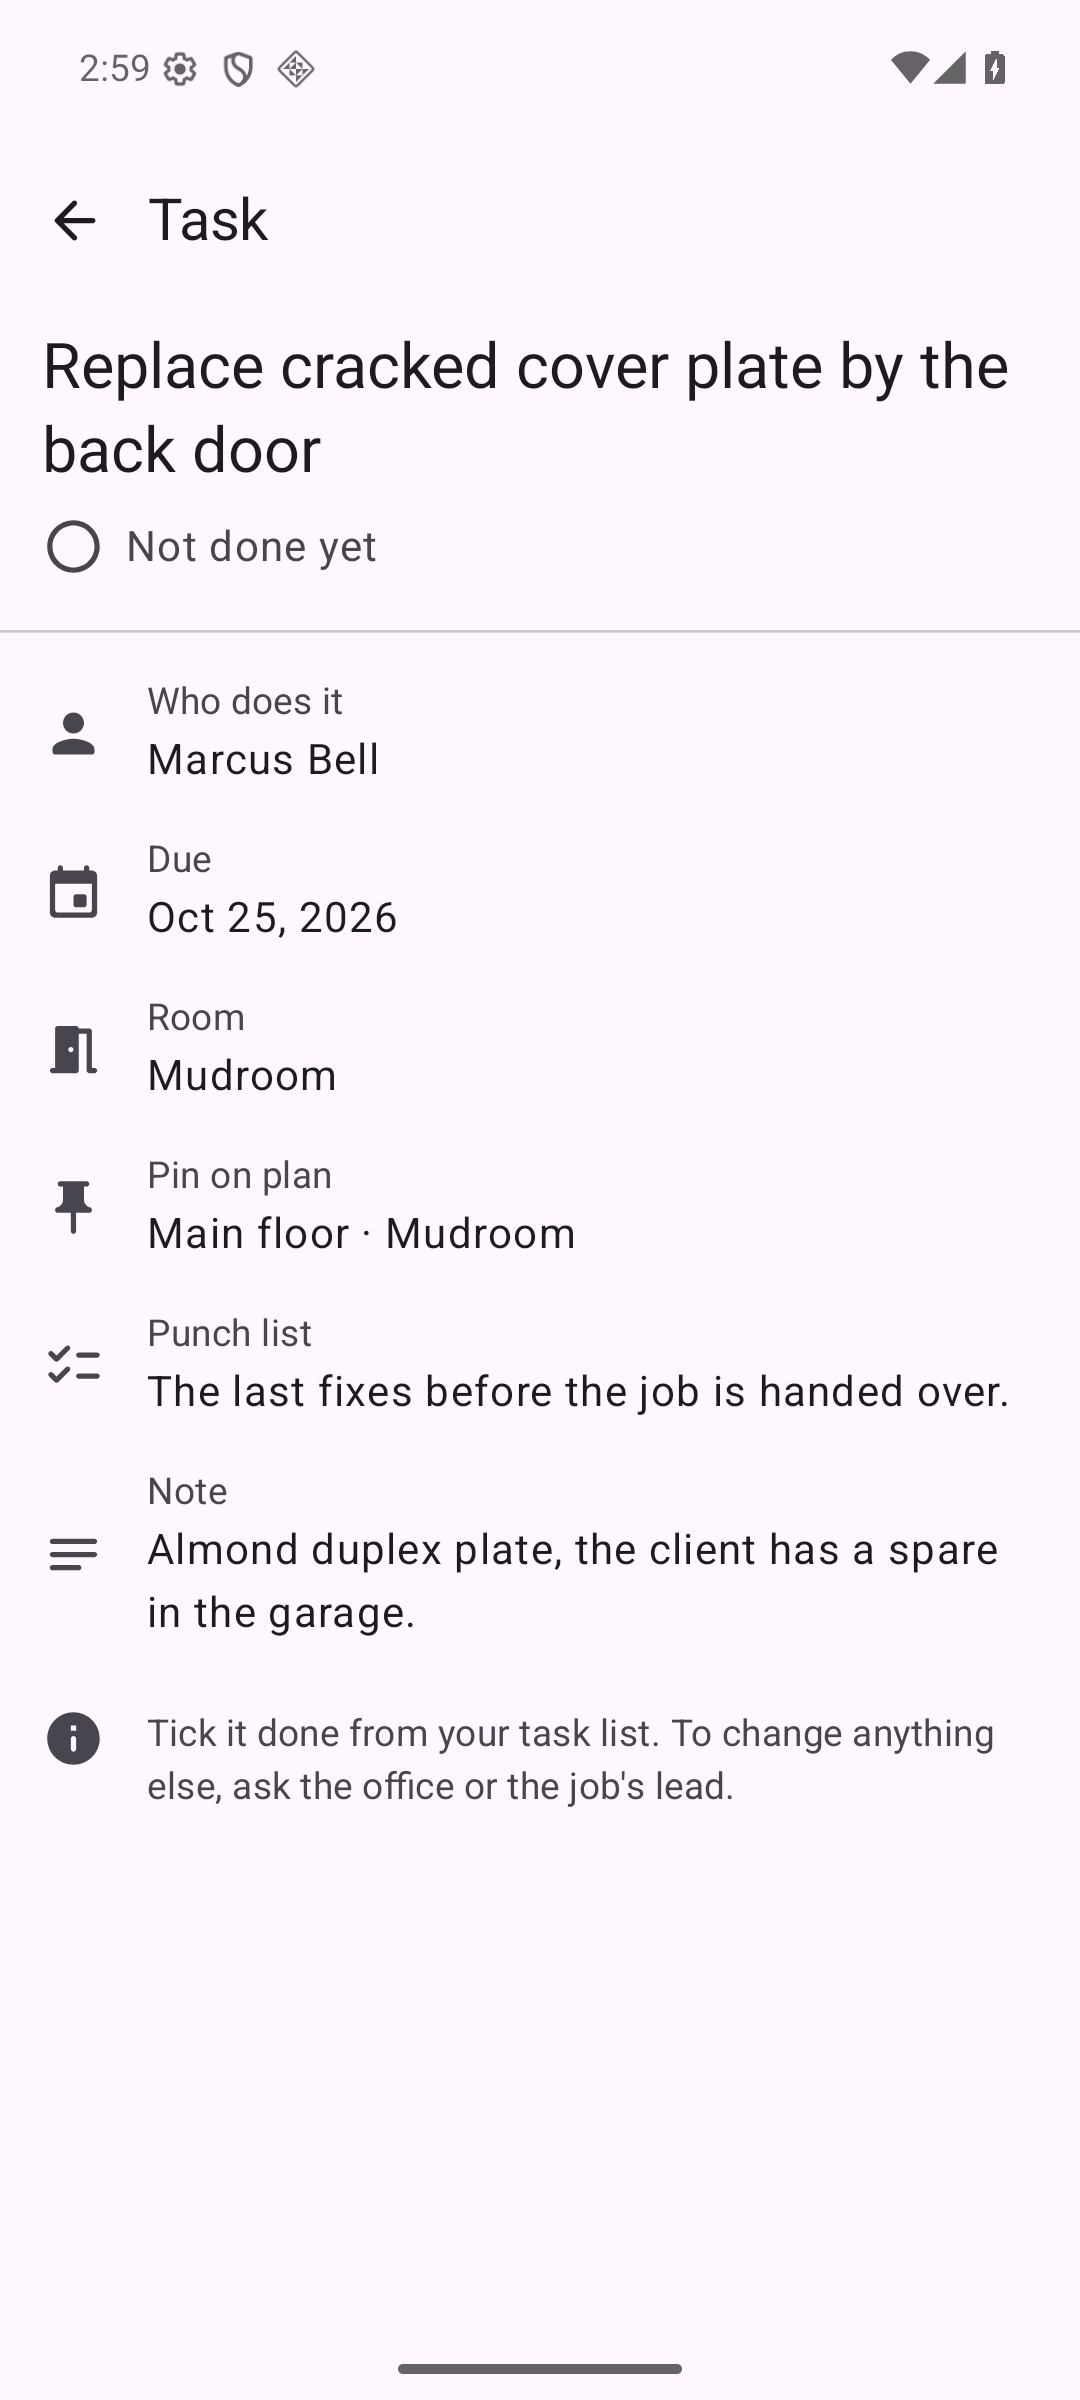 2:59
Task
Replace cracked cover plate by the
back door
Not done yet
Who does it
Marcus Bell
Due
Oct 25, 2026
Room
Mudroom
Pin on plan
Main floor · Mudroom
Punch list
The last fixes before the job is handed over.
Note
Almond duplex plate, the client has a spare
in the garage.
Tick it done from your task list. To change anything
else, ask the office or the job's lead.